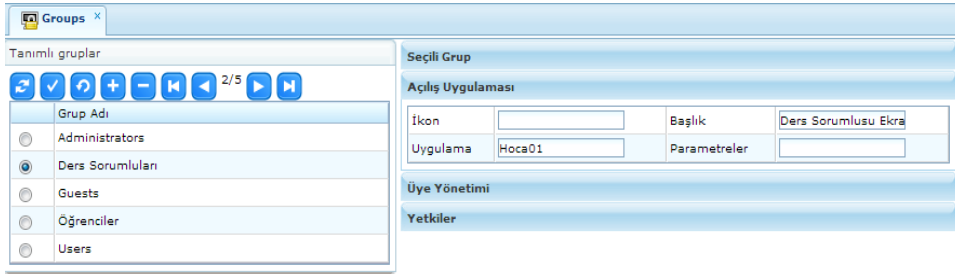 Groups x
Tanımlı gruplar
2/5
Grup Adı
Administrators
Ders Sorumluları
Guests
Öğrenciler
Users
Seçili Grup
Açılış Uygulaması
İkon
Başlık Ders Sorumlusu Ekra
Uygulama Hoca01 Parametreler
Üye Yönetimi
Yetkiler